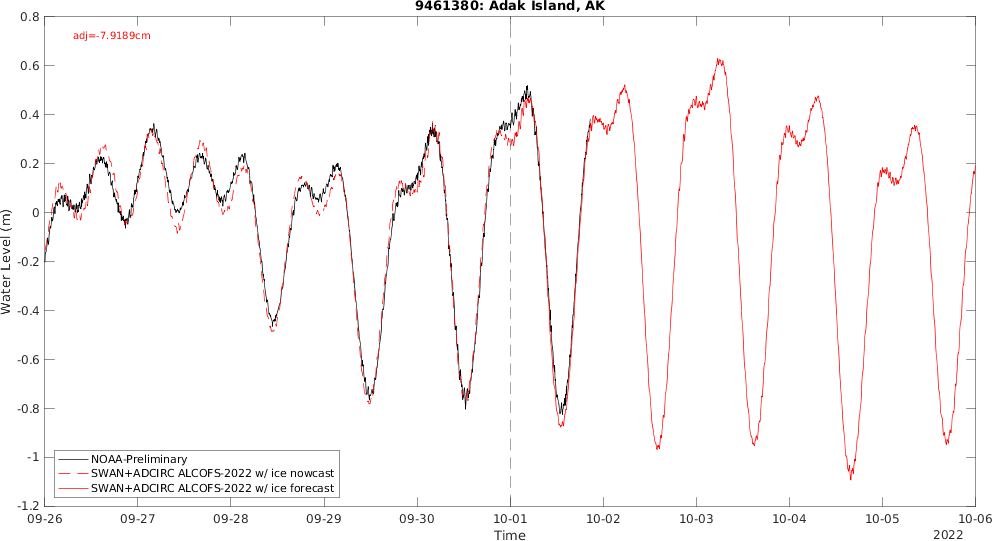 9461380: Adak Island, AK
adj=-7.9189cm
0.8
0.6
0.4
0.2
0
-0.2
-0.4
-0.6
-0.8
-1
-1.2
Water Level (m)
NOAA-Preliminary
SWAN+ADCIRC ALCOFS-2022 w/ ice nowcast
SWAN+ADCIRC ALCOFS-2022 w/ ice forecast
09-26 09-27 09-28 09-29 09-30 10-01 10-02 10-03 10-04 10-05 10-06
Time
2022